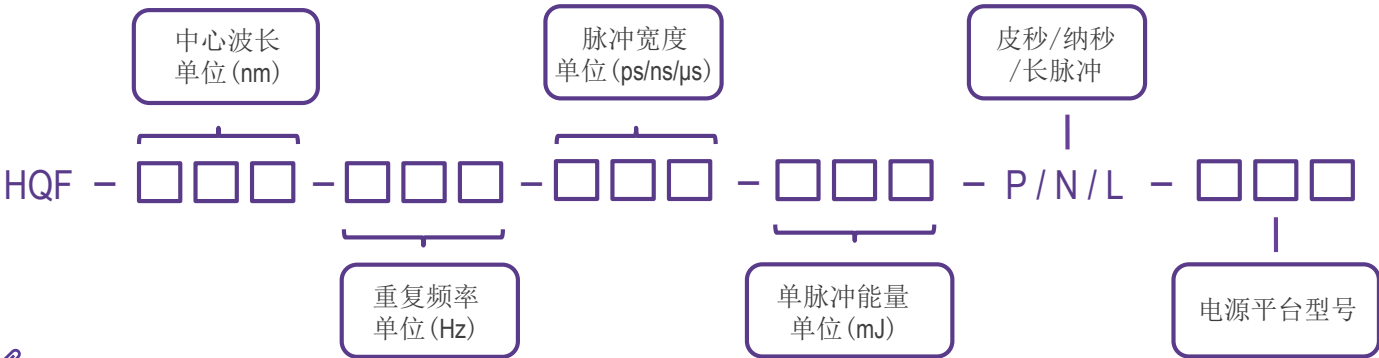 中心波长
单位(nm)
脉冲宽度
单位(ps/ns/μs)
皮秒/纳秒
/长脉冲
HQF – □□□ – □□□ – □□□ – □□□ – P / N / L – □□□
重复频率
单位(Hz)
单脉冲能量
单位(mJ)
电源平台型号